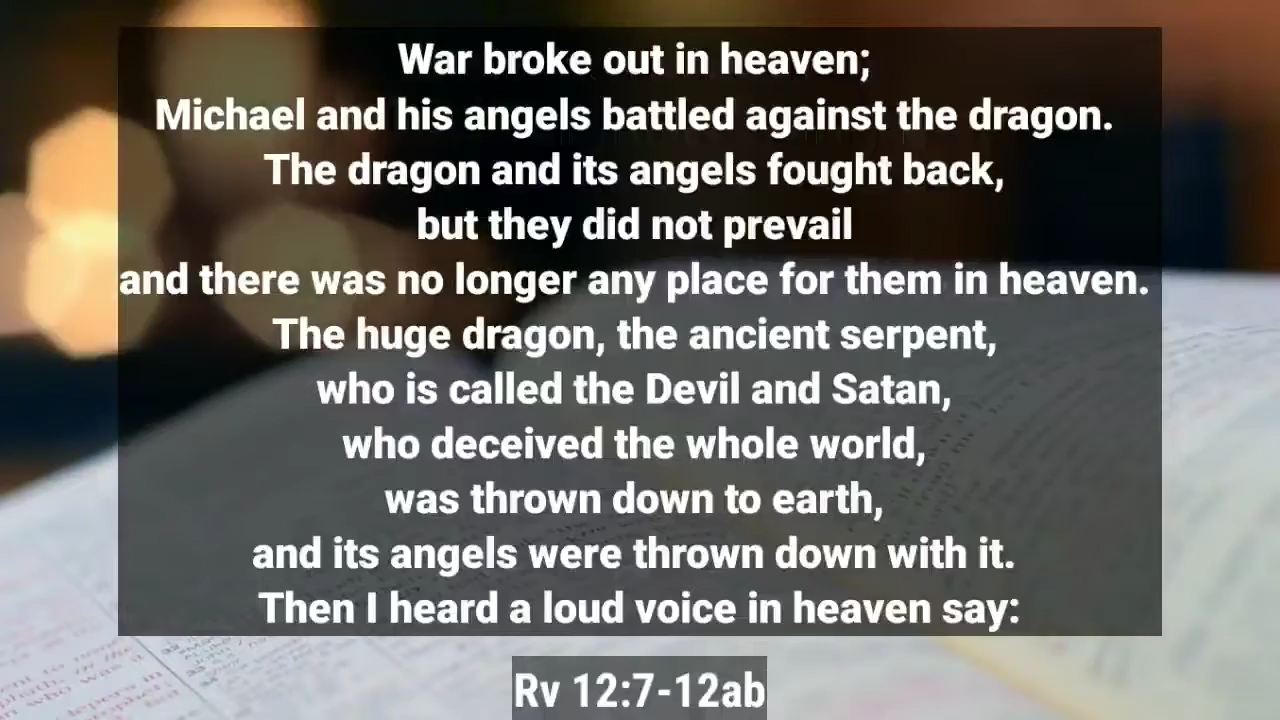 War broke out in heaven;
Michael and his angels battled against the dragon.
The dragon and its angels fought back,
but they did not prevail
and there was no longer any place for them in heaven.
The huge dragon, the ancient serpent,
who is called the Devil and Satan,
who deceived the whole world,
was thrown down to earth,
and its angels were thrown down with it.
Then I heard a loud voice in heaven say:
Rv 12:7-12ab